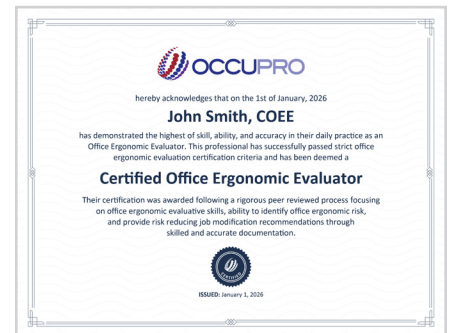 OCCUPRO
hereby acknowledges that on the 1st of January, 2026
John Smith, COEE
has demonstrated the highest of skill, ability, and accuracy in their daily practice as an
Office Ergonomic Evaluator. This professional has successfully passed strict office
ergonomic evaluation certification criteria and has been deemed a
Certified Office Ergonomic Evaluator
Their certification was awarded following a rigorous peer reviewed process focusing
on office ergonomic evaluative skills, ability to identify office ergonomic risk,
and provide risk reducing job modification recommendations through
skilled and accurate documentation.
CERTIFIED
ISSUED: January 1, 2026